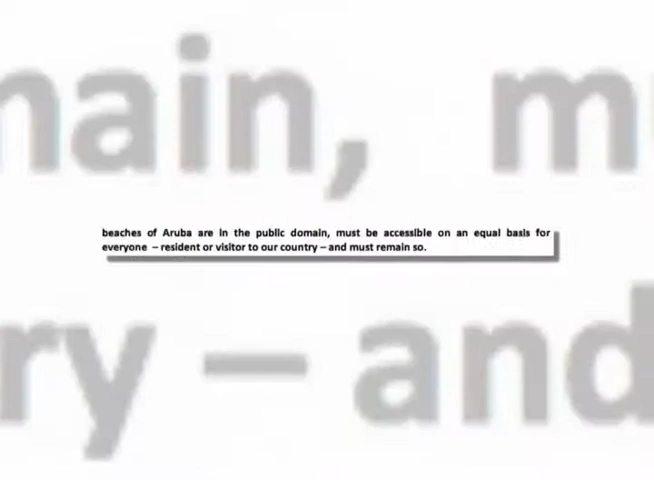 main, m
beaches of Aruba are in the public domain, must be accessible on an equal basis for
everyone – resident or visitor to our country – and must remain so.
ry – and